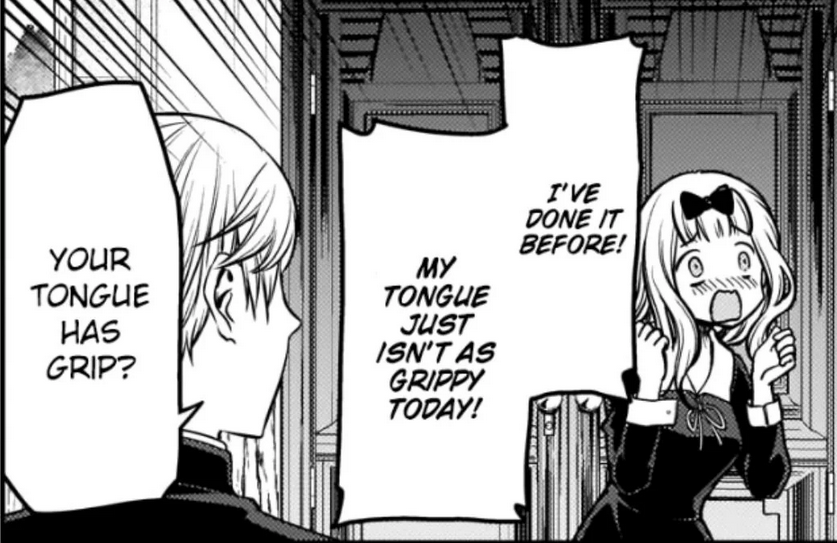 I'VE
DONE IT
BEFORE!
MY
TONGUE
JUST
ISN'T AS
GRIPPY
TODAY!
YOUR
TONGUE
HAS
GRIP?